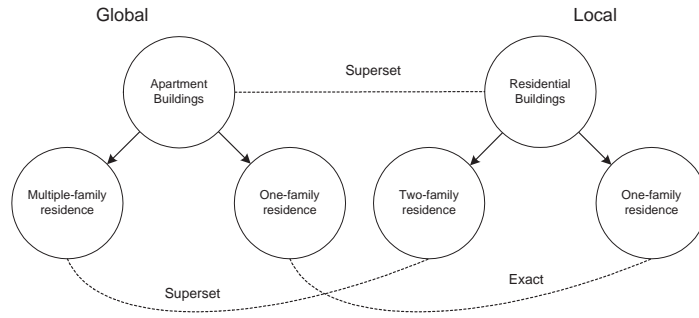 Global
Local
Apartment
Buildings
Superset
Residential
Buildings
Multiple-family
residence
One-family
residence
Two-family
residence
One-family
residence
Superset
Exact